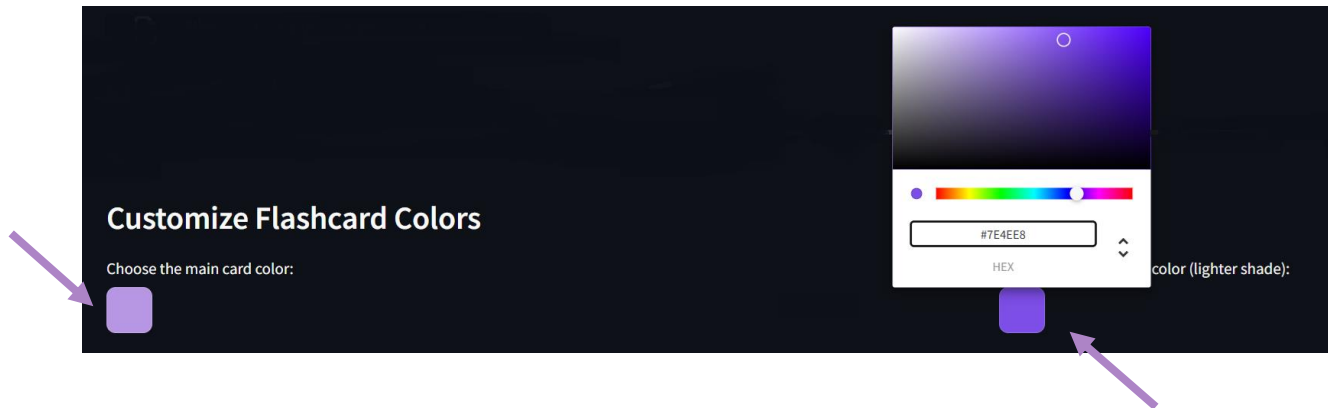 Customize Flashcard Colors
Choose the main card color:
#7E4EE8
HEX
color (lighter shade):